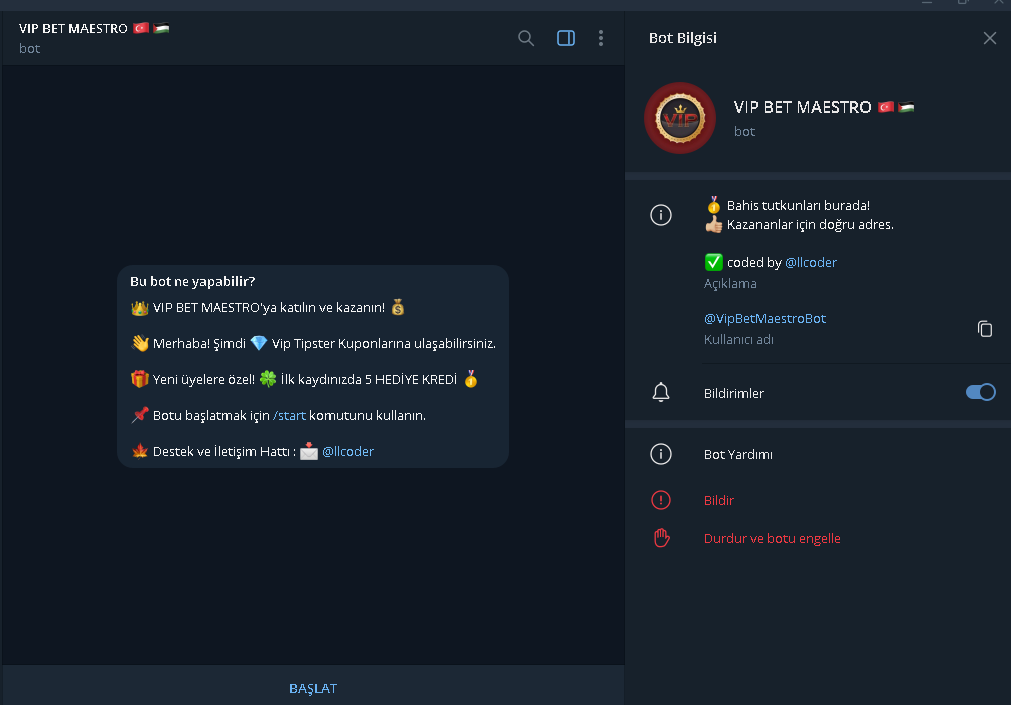 VIP BET MAESTRO 🇹🇷 🇵🇸
bot
Bu bot ne yapabilir?
👑 VIP BET MAESTRO'ya katılın ve kazanın! 💰
👋 Merhaba! Şimdi 💎 Vip Tipster Kuponlarına ulaşabilirsiniz.
🎁 Yeni üyelere özel! 🍀 İlk kaydınızda 5 HEDİYE KREDİ 🥇
📌 Botu başlatmak için /start komutunu kullanın.
🍁 Destek ve İletişim Hattı : 📩 @llcoder
BAŞLAT
Bot Bilgisi
VIP
VIP BET MAESTRO 🇹🇷 🇵🇸
bot
🥇 Bahis tutkunları burada!
👍🏼 Kazananlar için doğru adres.
✅ coded by @llcoder
Açıklama
@VipBetMaestroBot
Kullanıcı adı
Bildirimler
Bot Yardımı
Bildir
Durdur ve botu engelle